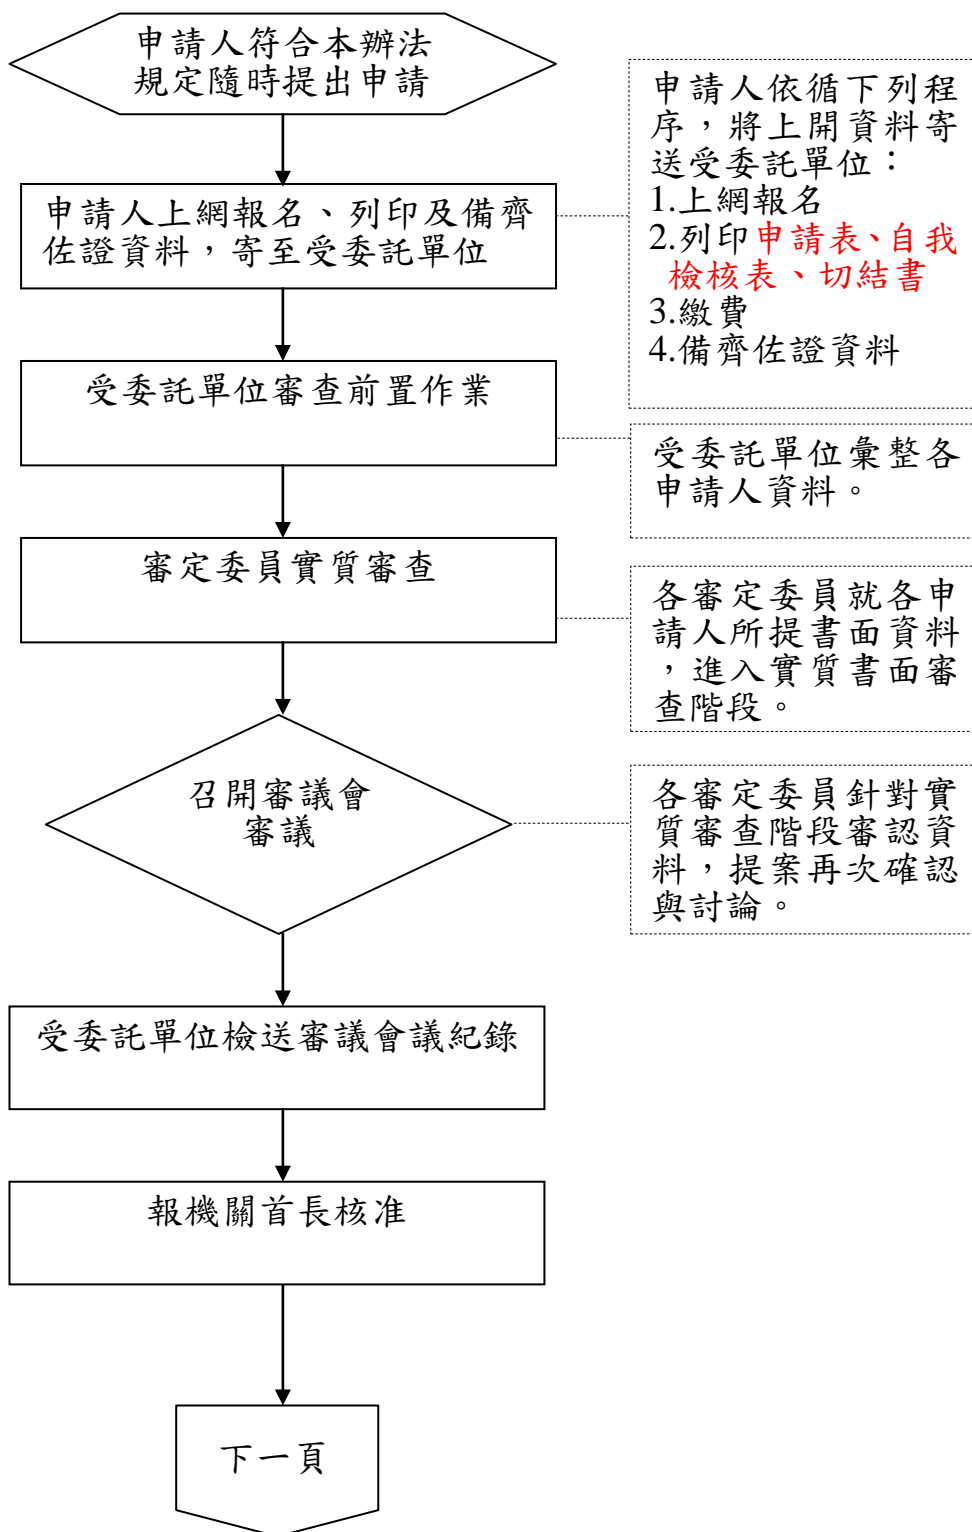 申請人符合本辦法
規定隨時提出申請
申請人上網報名、列印及備齊
佐證資料，寄至受委託單位
申請人依循下列程
序，將上開資料寄
送受委託單位：
1.上網報名
2.列印申請表、自我
檢核表、切結書
3.繳費
4.備齊佐證資料
受委託單位審查前置作業
受委託單位彙整各
申請人資料。
審定委員實質審查
各審定委員就各申
請人所提書面資料
，進入實質書面審
查階段。
召開審議會
審議
各審定委員針對實
質審查階段審認資
料，提案再次確認
與討論。
受委託單位檢送審議會議紀錄
報機關首長核准
下一頁